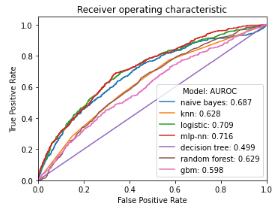 Receiver operating characteristic
True Positive Rate
1.0
0.8
0.6
0.4
0.2
0.0
Model: AUROC
naive bayes: 0.687
knn: 0.628
logistic: 0.709
mlp-nn: 0.716
decision tree: 0.499
random forest: 0.629
gbm: 0.598
0.0 0.2 0.4 0.6 0.8 1.0
False Positive Rate